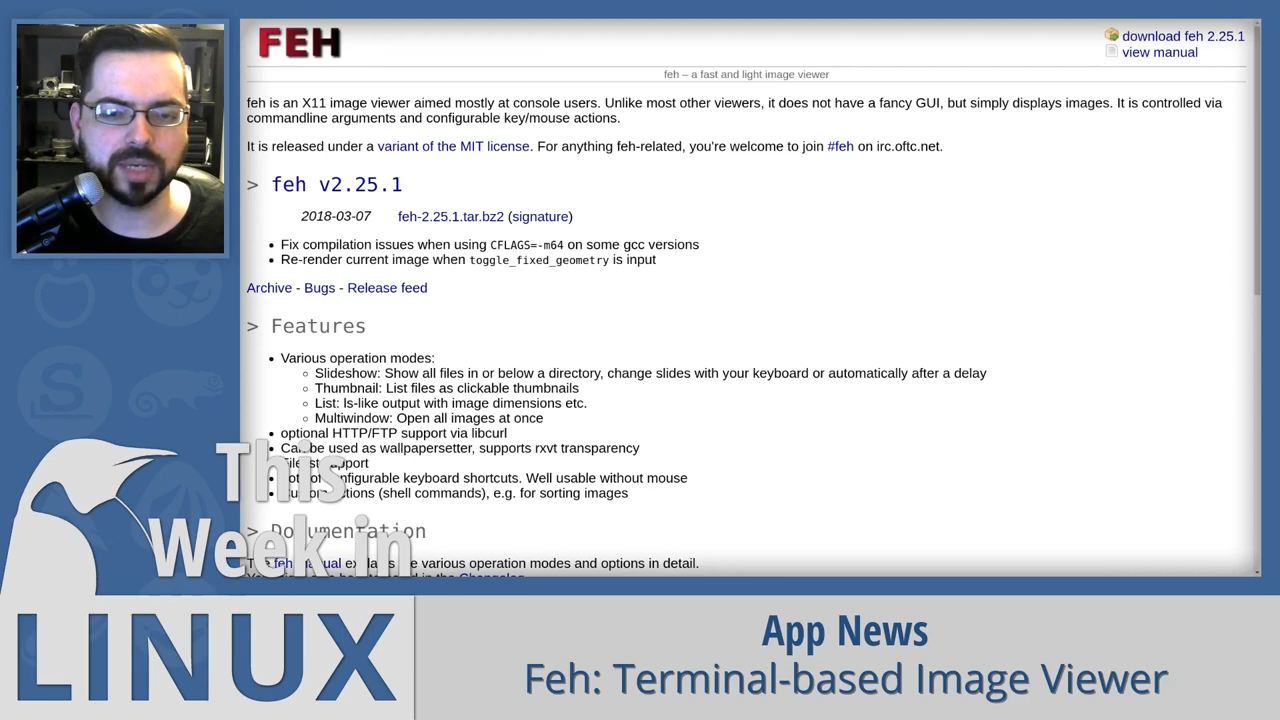 FEH
download feh 2.25.1
view manual
feh – a fast and light image viewer
feh is an X11 image viewer aimed mostly at console users. Unlike most other viewers, it does not have a fancy GUI, but simply displays images. It is controlled via
commandline arguments and configurable key/mouse actions.
It is released under a variant of the MIT license. For anything feh-related, you're welcome to join #feh on irc.oftc.net.
> feh v2.25.1
2018-03-07 feh-2.25.1.tar.bz2 (signature)
• Fix compilation issues when using CFLAGS=-m64 on some gcc versions
• Re-render current image when toggle_fixed_geometry is input
Archive - Bugs - Release feed
> Features
• Various operation modes:
◦ Slideshow: Show all files in or below a directory, change slides with your keyboard or automatically after a delay
◦ Thumbnail: List files as clickable thumbnails
◦ List: ls-like output with image dimensions etc.
◦ Multiwindow: Open all images at once
• optional HTTP/FTP support via libcurl
• Can be used as wallpapersetter, supports rxvt transparency
support
configurable keyboard shortcuts. Well usable without mouse
(shell commands), e.g. for sorting images
> Documentation
The feh manual explains the various operation modes and options in detail.
in the Changelog
This
Week in
LINUX
App News
Feh: Terminal-based Image Viewer